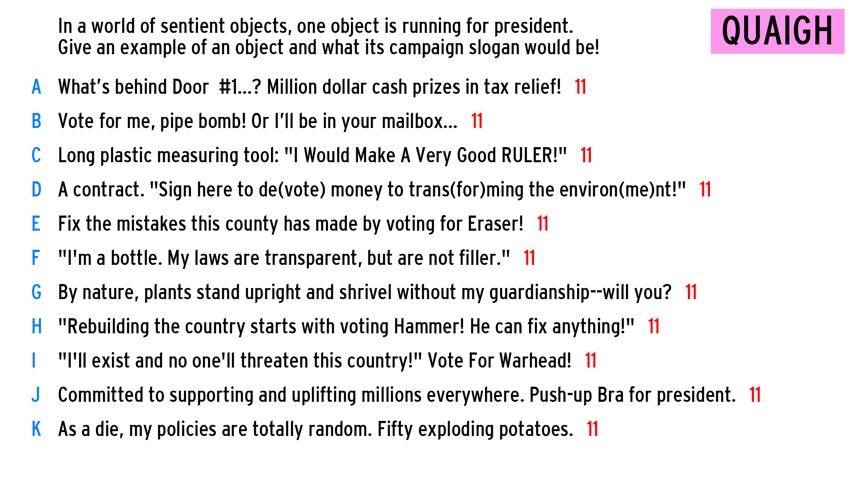 In a world of sentient objects, one object is running for president.
Give an example of an object and what its campaign slogan would be!
QUAIGH
A What's behind Door #1...? Million dollar cash prizes in tax relief! 11
B Vote for me, pipe bomb! Or I'll be in your mailbox... 11
C Long plastic measuring tool: "I Would Make A Very Good RULER!" 11
D A contract. "Sign here to de(vote) money to trans(for)ming the environ(me)nt!" 11
E Fix the mistakes this county has made by voting for Eraser! 11
F "I'm a bottle. My laws are transparent, but are not filler." 11
G By nature, plants stand upright and shrivel without my guardianship--will you? 11
H "Rebuilding the country starts with voting Hammer! He can fix anything!" 11
I "I'll exist and no one'll threaten this country!" Vote For Warhead! 11
J Committed to supporting and uplifting millions everywhere. Push-up Bra for president. 11
K As a die, my policies are totally random. Fifty exploding potatoes. 11